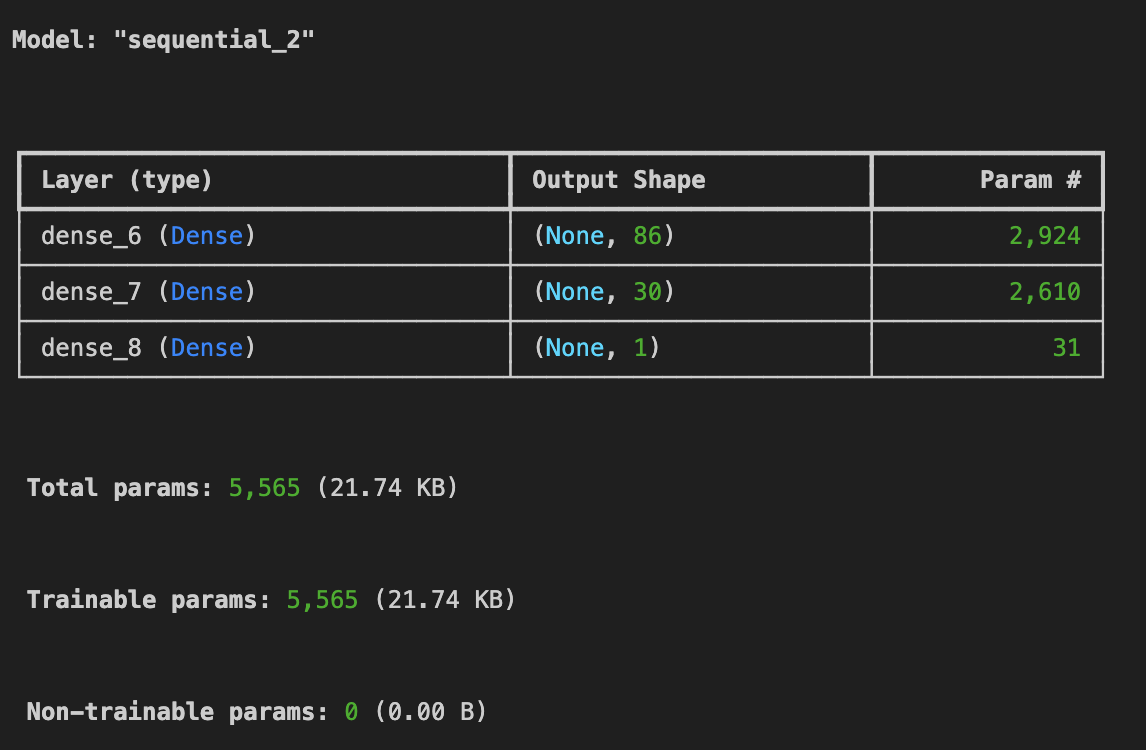 Model: "sequential_2"
Layer (type) Output Shape Param #
dense_6 (Dense) (None, 86) 2,924
dense_7 (Dense) (None, 30) 2,610
dense_8 (Dense) (None, 1) 31
Total params: 5,565 (21.74 KB)
Trainable params: 5,565 (21.74 KB)
Non-trainable params: 0 (0.00 B)